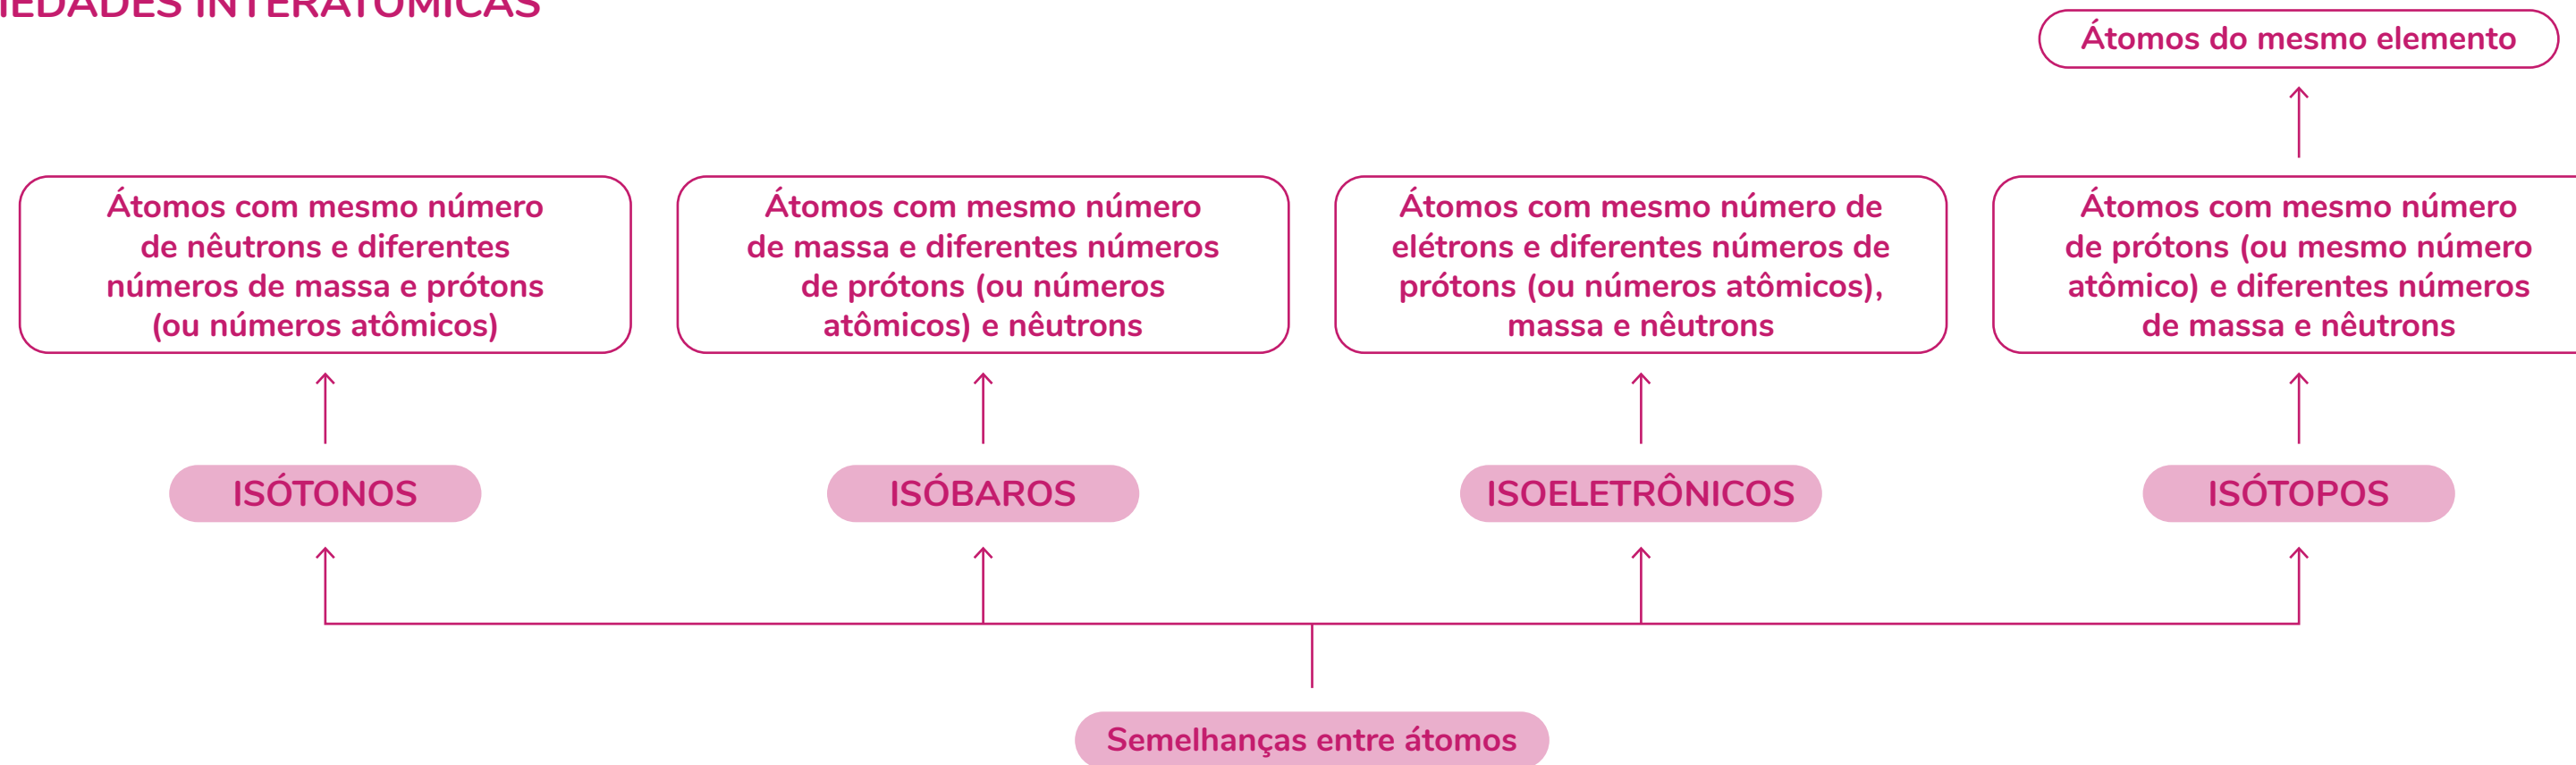 IEDADES INTERATÔMICAS
Átomos do mesmo elemento
Átomos com mesmo número
de nêutrons e diferentes
números de massa e prótons
(ou números atômicos)
Átomos com mesmo número
de massa e diferentes números
de prótons (ou números
atômicos) e nêutrons
Átomos com mesmo número de
elétrons e diferentes números de
prótons (ou números atômicos),
massa e nêutrons
Átomos com mesmo número
de prótons (ou mesmo número
atômico) e diferentes números
de massa e nêutrons
ISÓTONOS
ISÓBAROS
ISOELETRÔNICOS
ISÓTOPOS
Semelhanças entre átomos